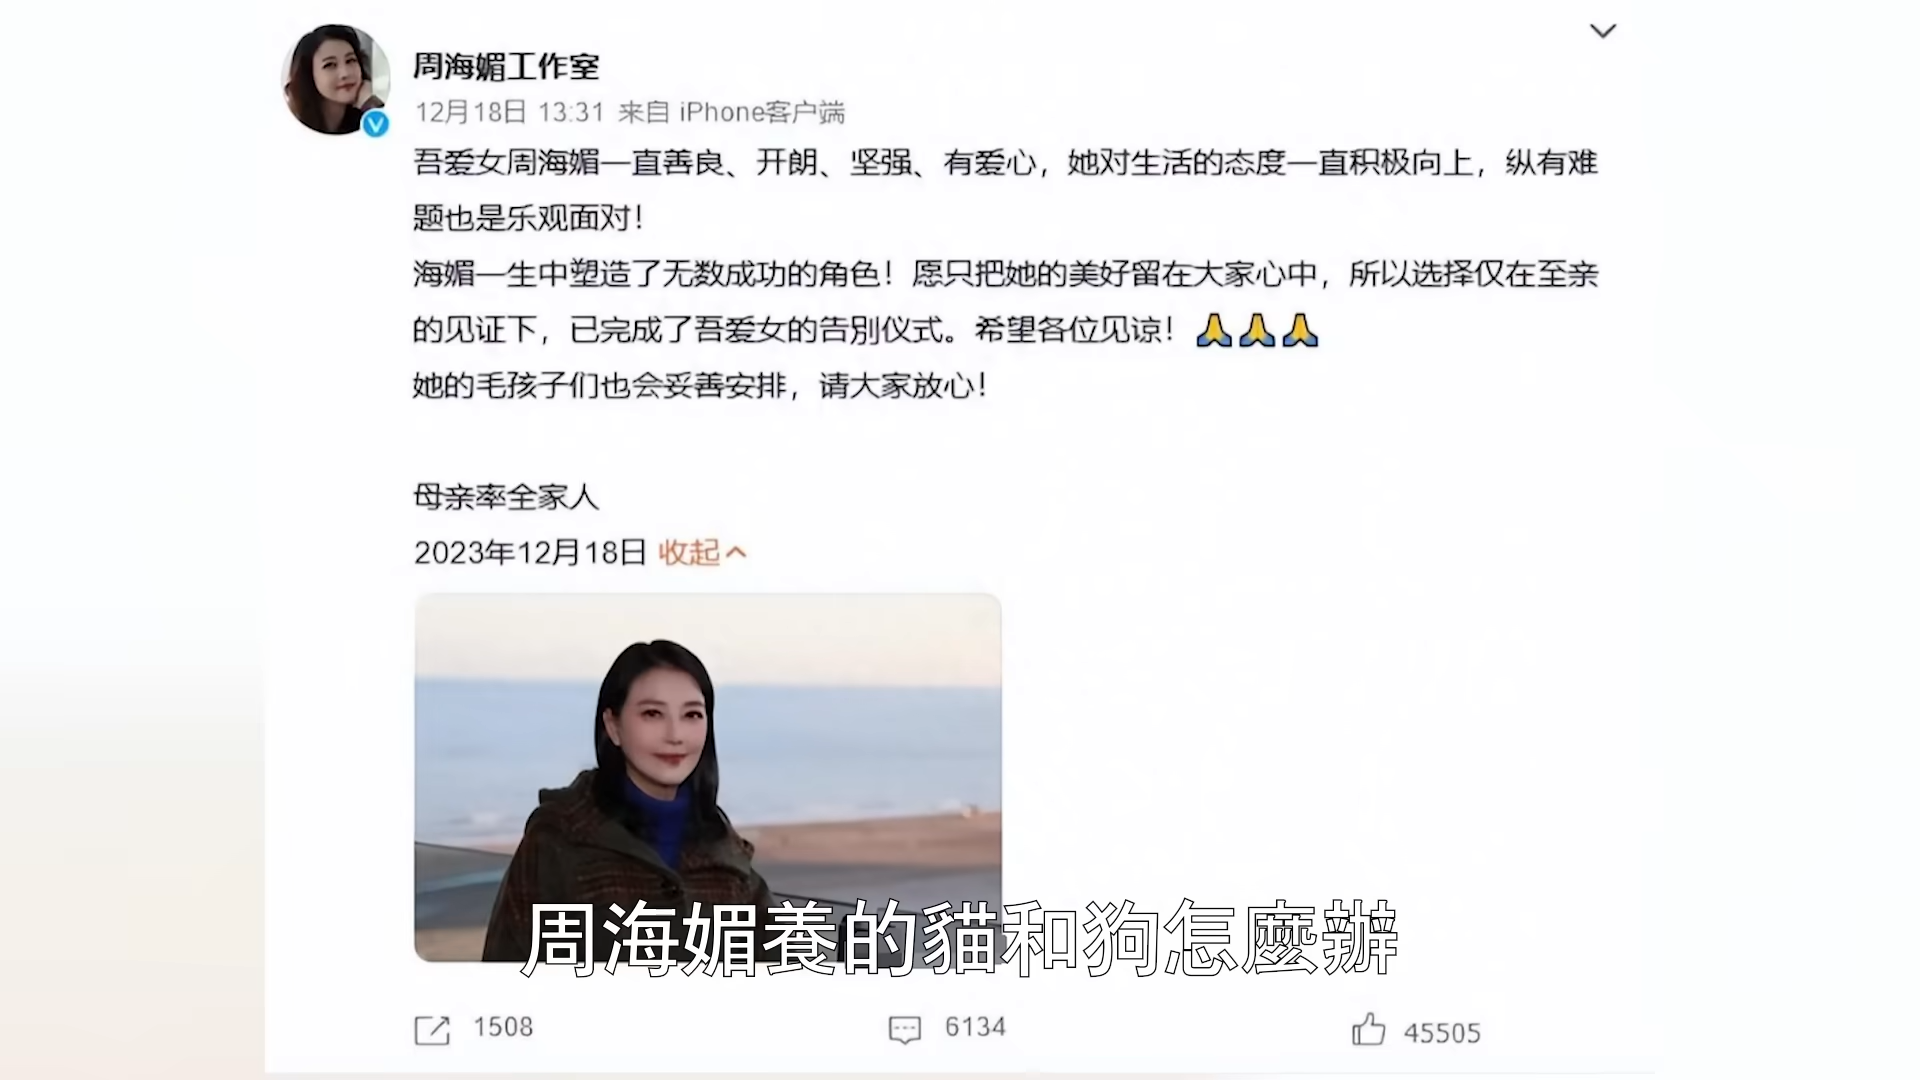 周海媚工作室
12月18日 13:31 来自 iPhone客户端
吾爱女周海媚一直善良、开朗、坚强、有爱心，她对生活的态度一直积极向上，纵有难
题也是乐观面对！
海媚一生中塑造了无数成功的角色！愿只把她的美好留在大家心中，所以选择仅在至亲
的见证下，已完成了吾爱女的告別仪式。希望各位见谅！🙏🙏🙏
她的毛孩子们也会妥善安排，请大家放心！
母亲率全家人
2023年12月18日 收起
周海媚養的貓和狗怎麼辦
1508 6134 45505